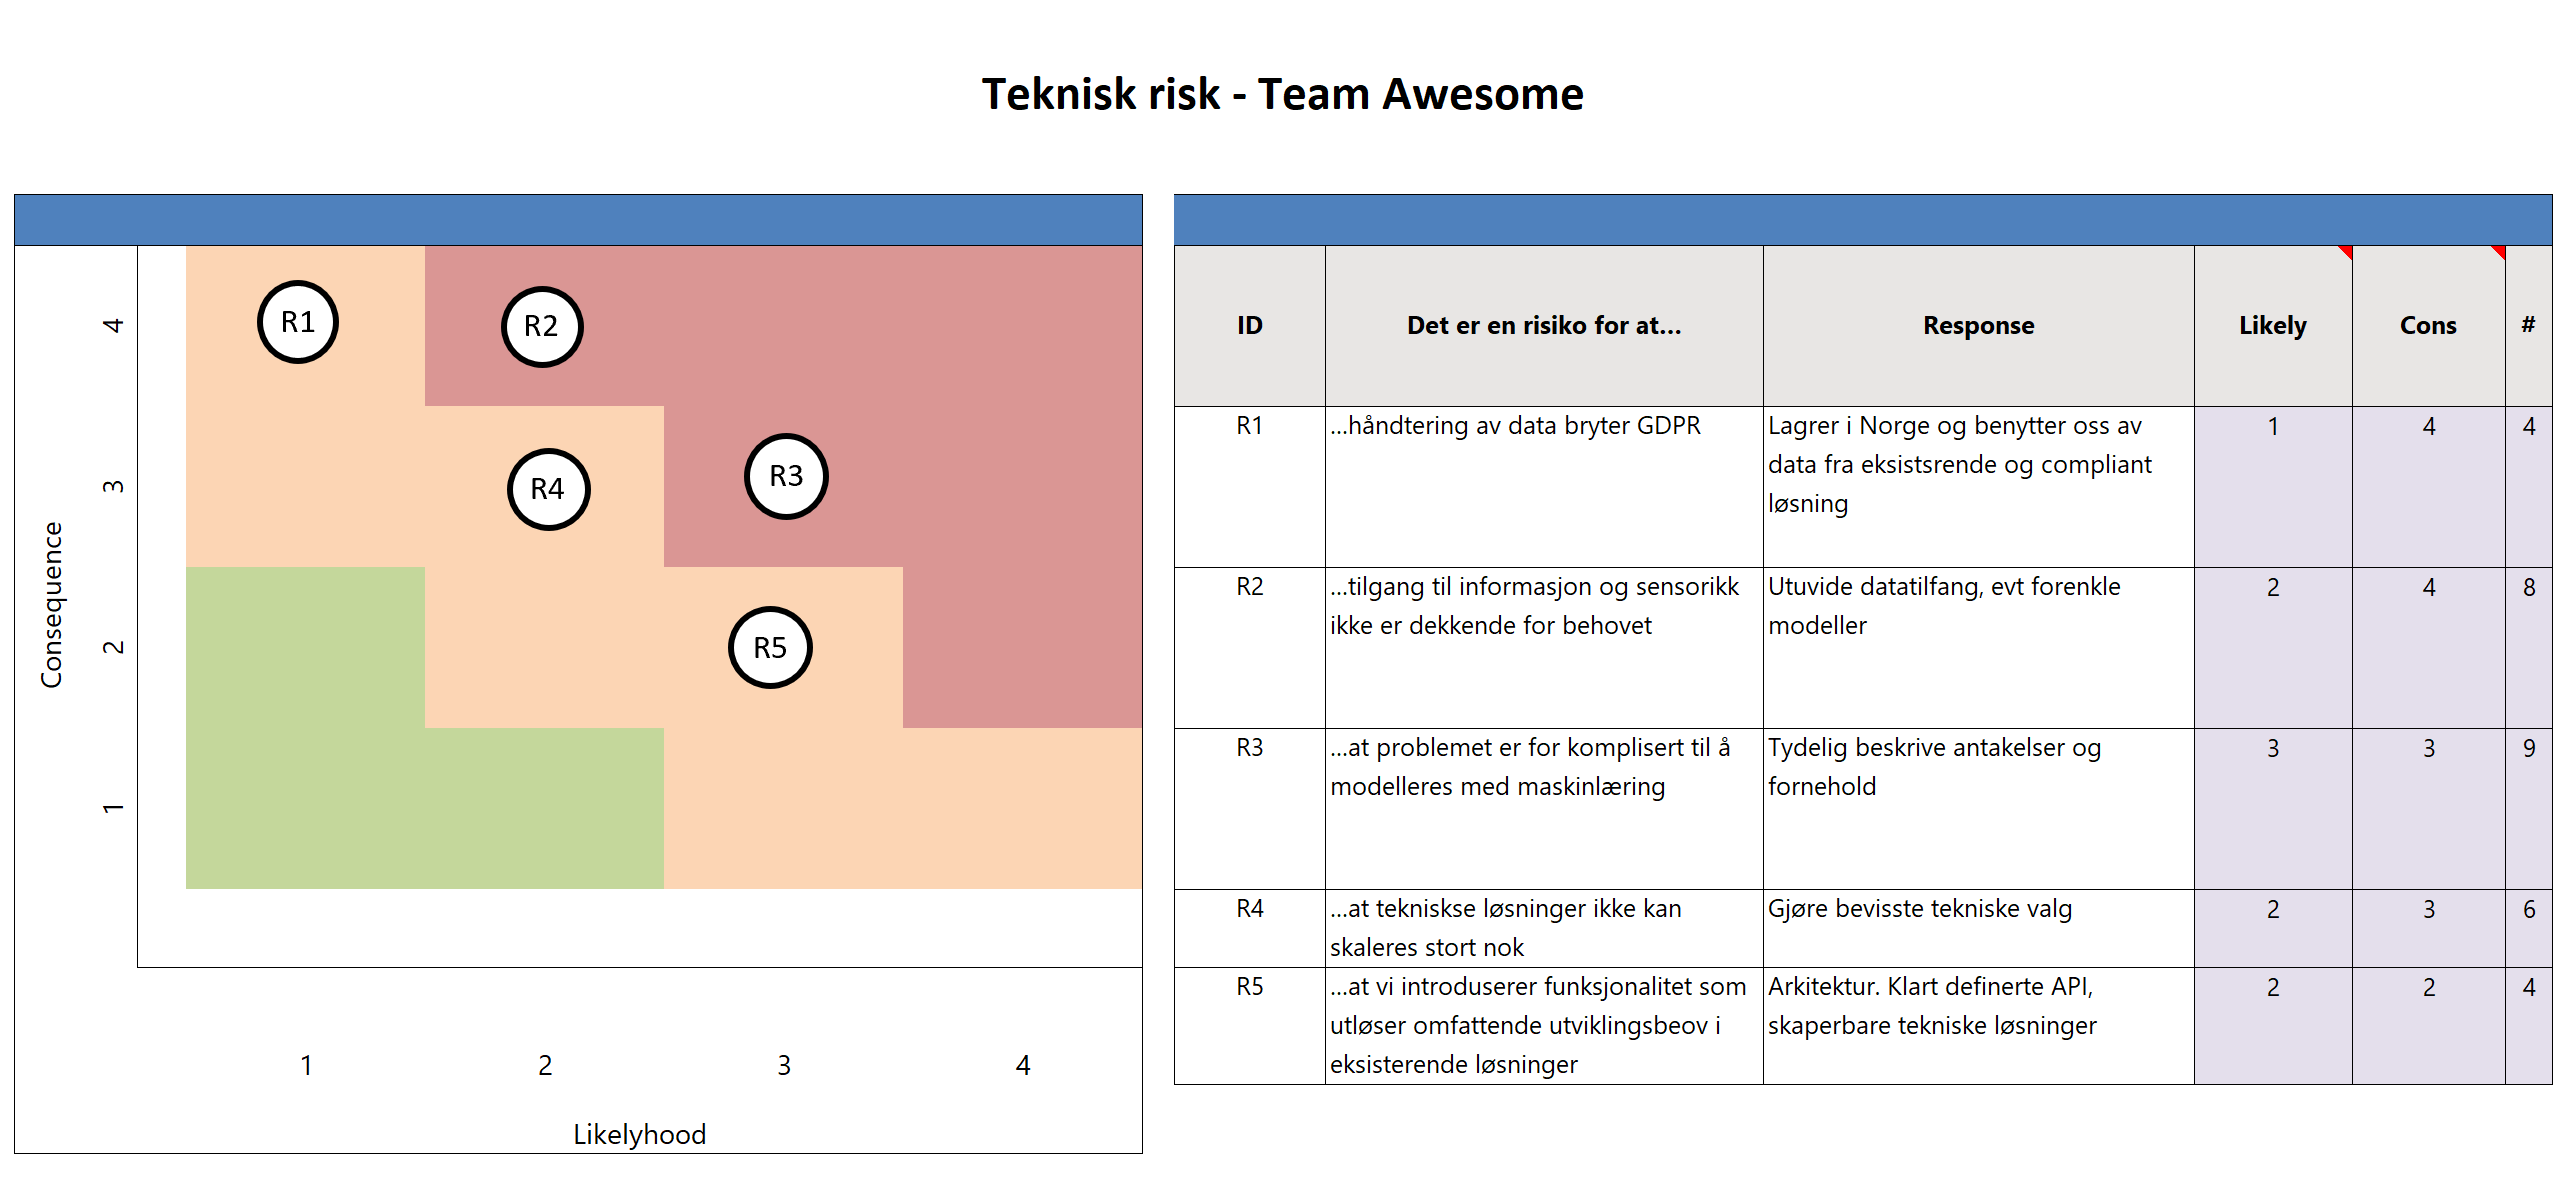 Teknisk risk - Team Awesome
Consequence
4
3
2
1
R1
R2
R4
R3
R5
1 2 3 4
Likelyhood
ID Det er en risiko for at... Response Likely Cons #
R1 ...håndtering av data bryter GDPR Lagrer i Norge og benytter oss av 1 4 4
data fra eksistsrende og compliant
løsning
R2 ...tilgang til informasjon og sensorikk Utuvide datatilfang, evt forenkle 2 4 8
ikke er dekkende for behovet modeller
R3 ...at problemet er for komplisert til å Tydelig beskrive antakelser og 3 3 9
modelleres med maskinlæring fornehold
R4 ...at tekniskse løsninger ikke kan Gjøre bevisste tekniske valg 2 3 6
skaleres stort nok
R5 ...at vi introduserer funksjonalitet som Arkitektur. Klart definerte API, 2 2 4
utløser omfattende utviklingsbeov i skaperbare tekniske løsninger
eksisterende løsninger